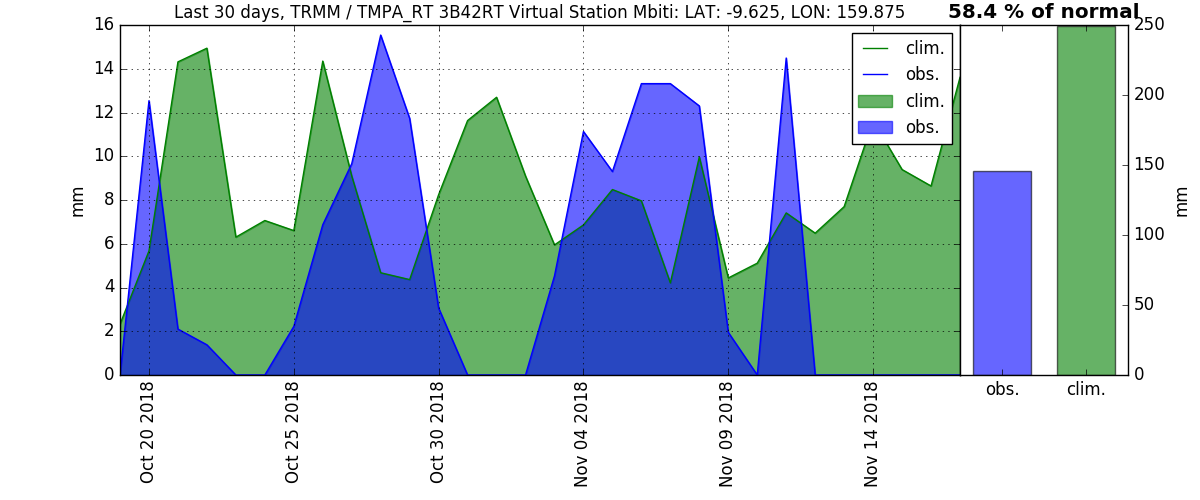 Last 30 days, TRMM / TMPA_RT 3B42RT Virtual Station Mbiti: LAT: -9.625, LON: 159.875
58.4 % of normal
16
14
12
10
8
6
4
2
0
mm
clim.
obs.
clim.
obs.
Oct 20 2018
Oct 25 2018
Oct 30 2018
Nov 04 2018
Nov 09 2018
Nov 14 2018
250
200
150
100
50
0
mm
obs.
clim.